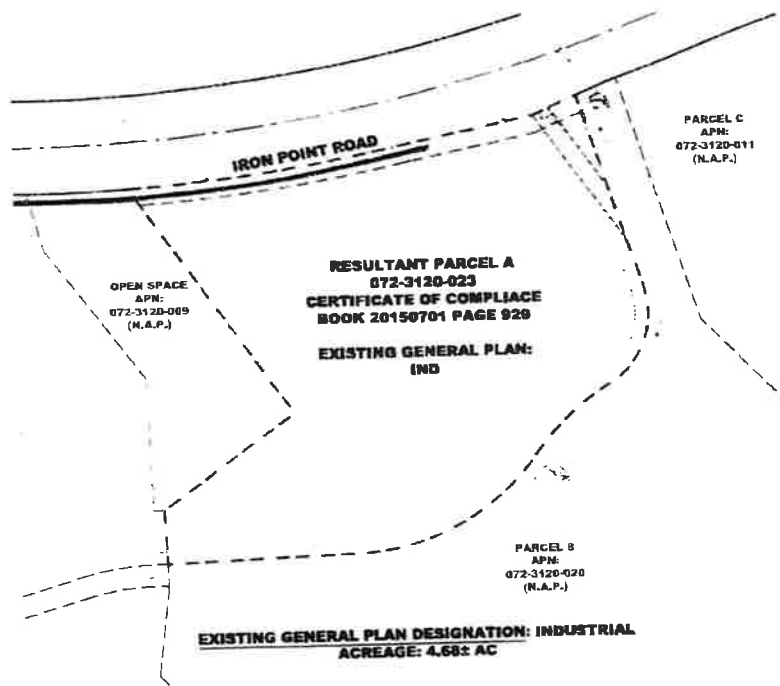 IRON POINT ROAD
PARCEL C
APN:
072-3120-011
(N.A.P.)
OPEN SPACE
APN:
072-3120-009
(N.A.P.)
RESULTANT PARCEL A
072-3120-023
CERTIFICATE OF COMPLIACE
BOOK 20150701 PAGE 929
EXISTING GENERAL PLAN:
IND
PARCEL B
APN:
072-3120-020
(N.A.P.)
EXISTING GENERAL PLAN DESIGNATION: INDUSTRIAL
ACREAGE: 4.68± AC